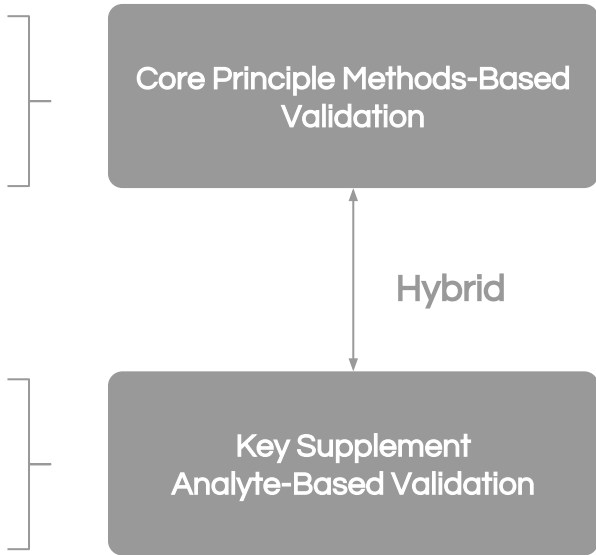 Core Principle Methods-Based
Validation
Hybrid
Key Supplement
Analyte-Based Validation